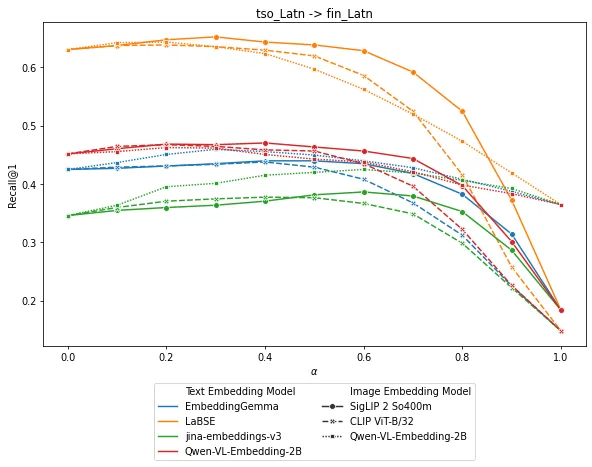 tso_Latn -> fin_Latn
Recall@1
0.6
0.5
0.4
0.3
0.2
0.0 0.2 0.4 0.6 0.8 1.0
α
Text Embedding Model Image Embedding Model
EmbeddingGemma SigLIP 2 So400m
LaBSE CLIP ViT-B/32
jina-embeddings-v3 Qwen-VL-Embedding-2B
Qwen-VL-Embedding-2B